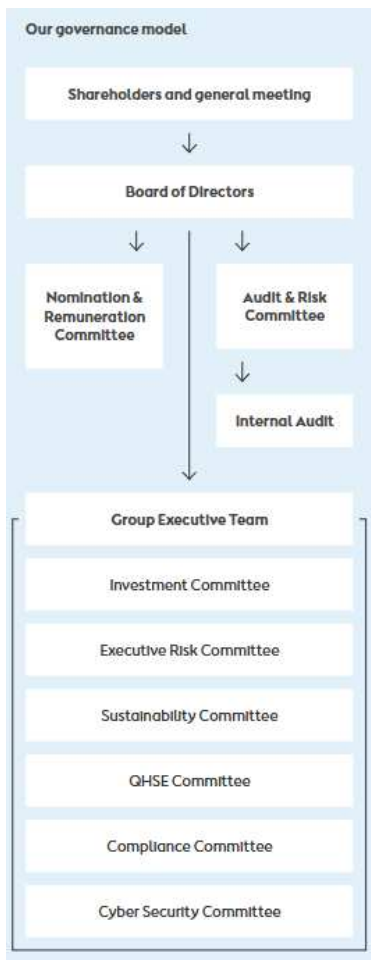 Our governance model
Shareholders and general meeting
Board of Directors
Nomination &
Remuneration
Committee
Audit & Risk
Committee
Internal Audit
Group Executive Team
Investment Committee
Executive Risk Committee
Sustainability Committee
QHSE Committee
Compliance Committee
Cyber Security Committee